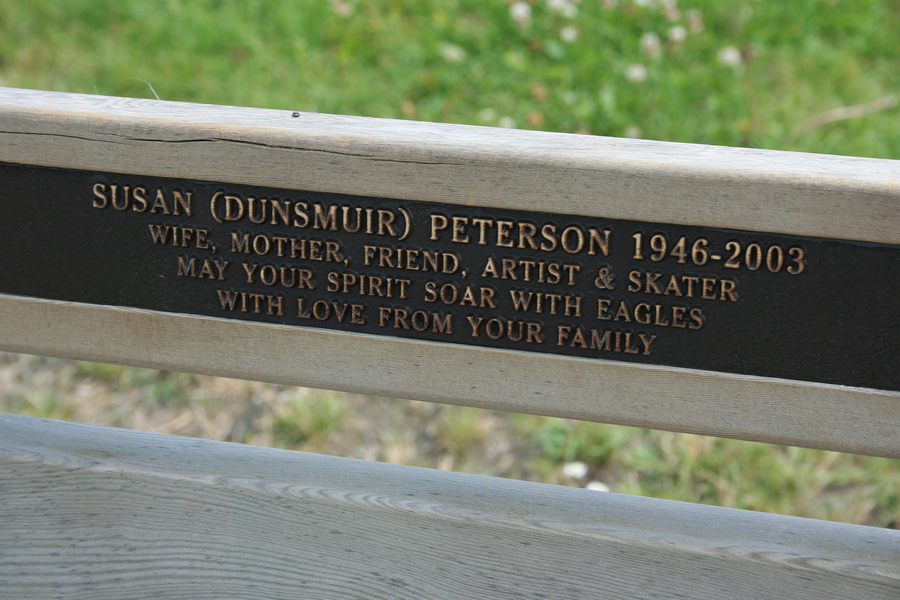 SUSAN (DUNSMUIR) PETERSON 1946-2003
WIFE, MOTHER, FRIEND, ARTIST & SKATER
MAY YOUR SPIRIT SOAR WITH EAGLES
WITH LOVE FROM YOUR FAMILY